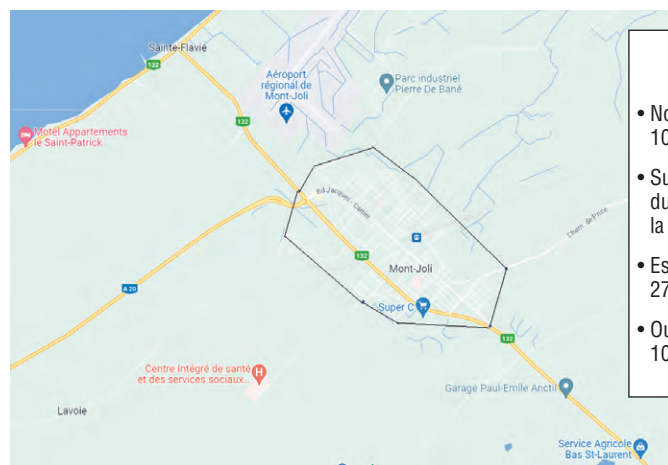 Sainte-Flavie
132
Aéroport
régional de
Mont-Joli
Parc industriel
Pierre De Bané
132
Motel Appartements
le Saint-Patrick
Bd Jacques-Cartier
Chem. de Price
132
Mont-Joli
A 20
Super C
132
Centre Intégré de santé
et des services sociaux...
Garage Paul-Emile Anctil
Lavoie
Service Agricole
Bas St-Laurent
• No
10
• Su
du
la
• Es
27
• Ou
10